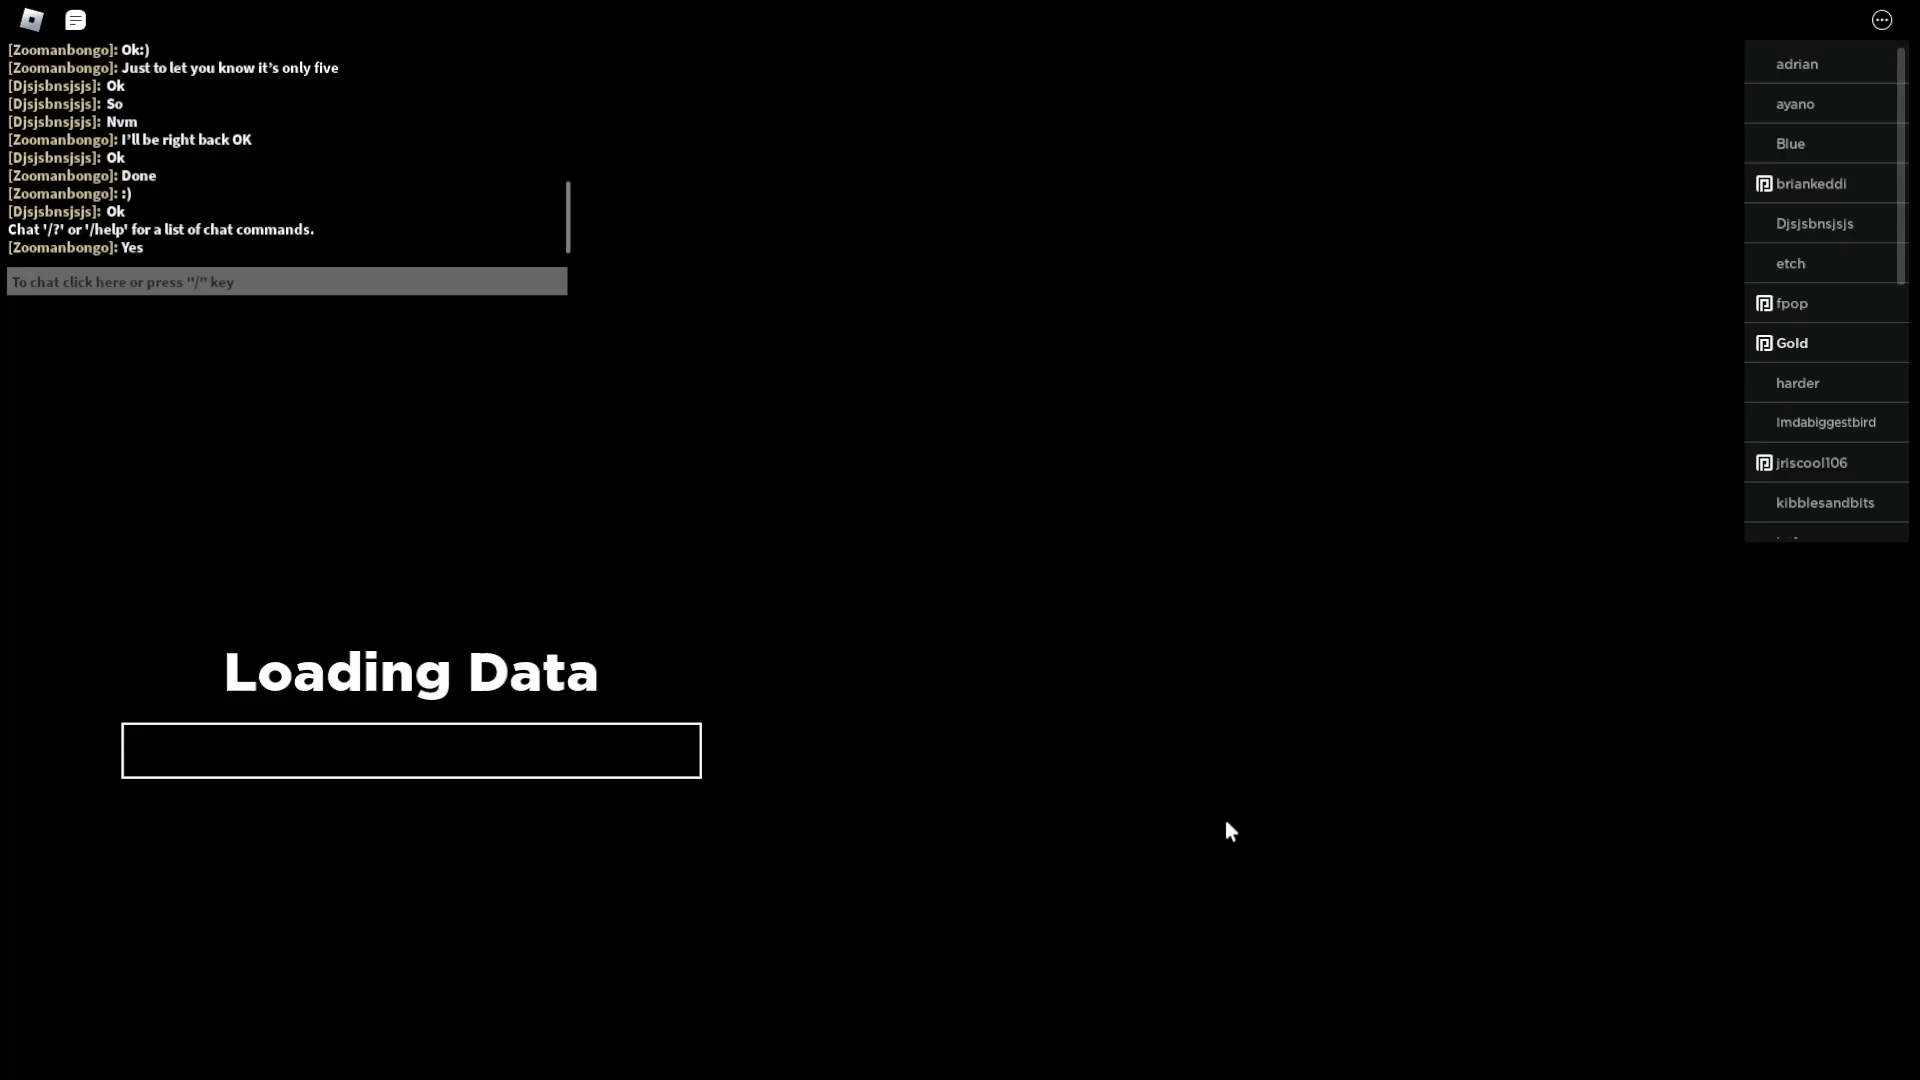 [Zoomanbongo]: Ok:)
[Zoomanbongo]: Just to let you know it's only five
[Djsjsbnsjsjs]: Ok
[Djsjsbnsjsjs]: So
[Djsjsbnsjsjs]: Nvm
[Zoomanbongo]: I'll be right back OK
[Djsjsbnsjsjs]: Ok
[Zoomanbongo]: Done
[Zoomanbongo]: :)
[Djsjsbnsjsjs]: Ok
Chat '/?' or '/help' for a list of chat commands.
[Zoomanbongo]: Yes
To chat click here or press "/" key
adrian
ayano
Blue
briankeddi
Djsjsbnsjsjs
etch
fpop
Gold
harder
Imdabiggestbird
jriscool106
kibblesandbits
Loading Data